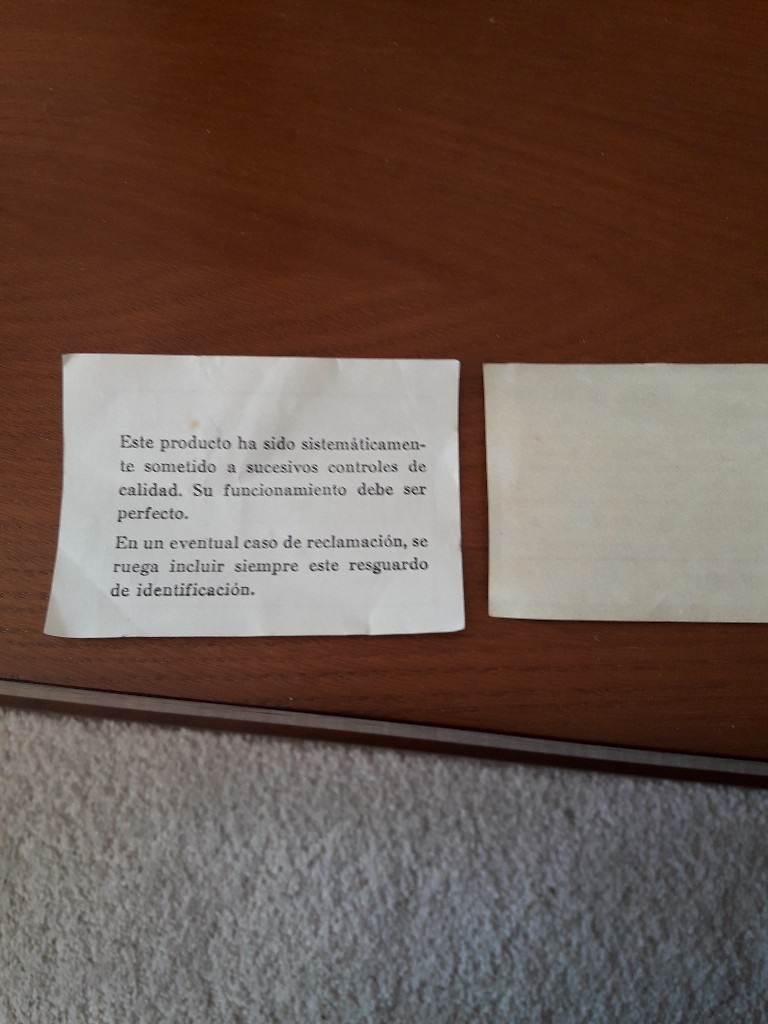 Este producto ha sido sistemáticamen-
te sometido a sucesivos controles de
calidad. Su funcionamiento debe ser
perfecto.
En un eventual caso de reclamación, se
ruega incluir siempre este resguardo
de identificación.